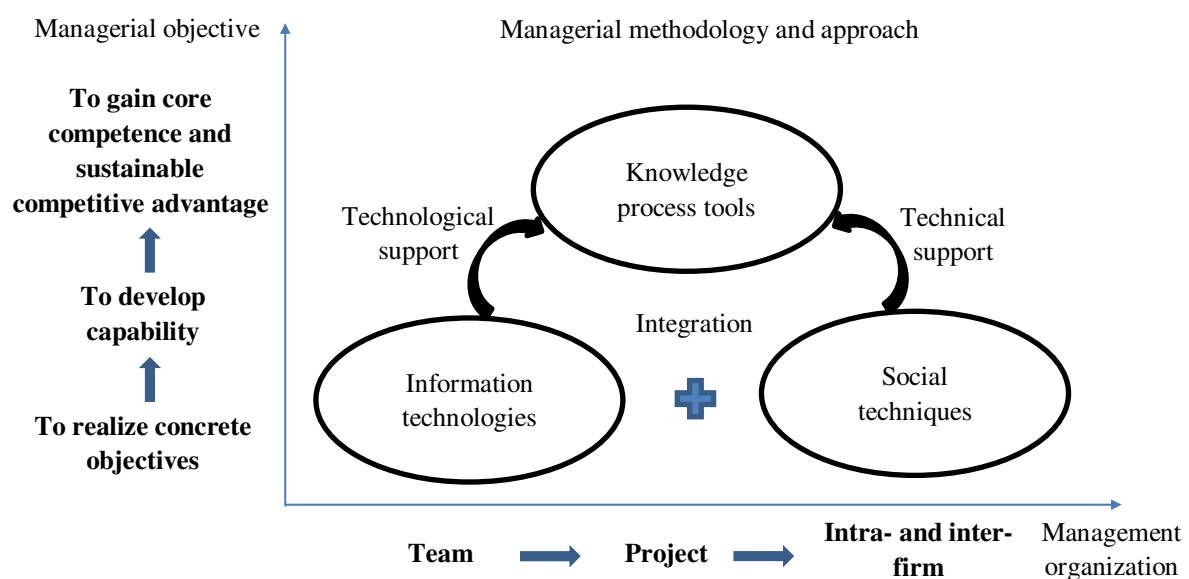 Managerial objective
Managerial methodology and approach
To gain core
competence and
sustainable
competitive advantage
To develop
capability
To realize concrete
objectives
Knowledge
process tools
Technological
support
Technical
support
Integration
Information
technologies
Social
techniques
Team
Project
Intra- and inter-
firm
Management
organization